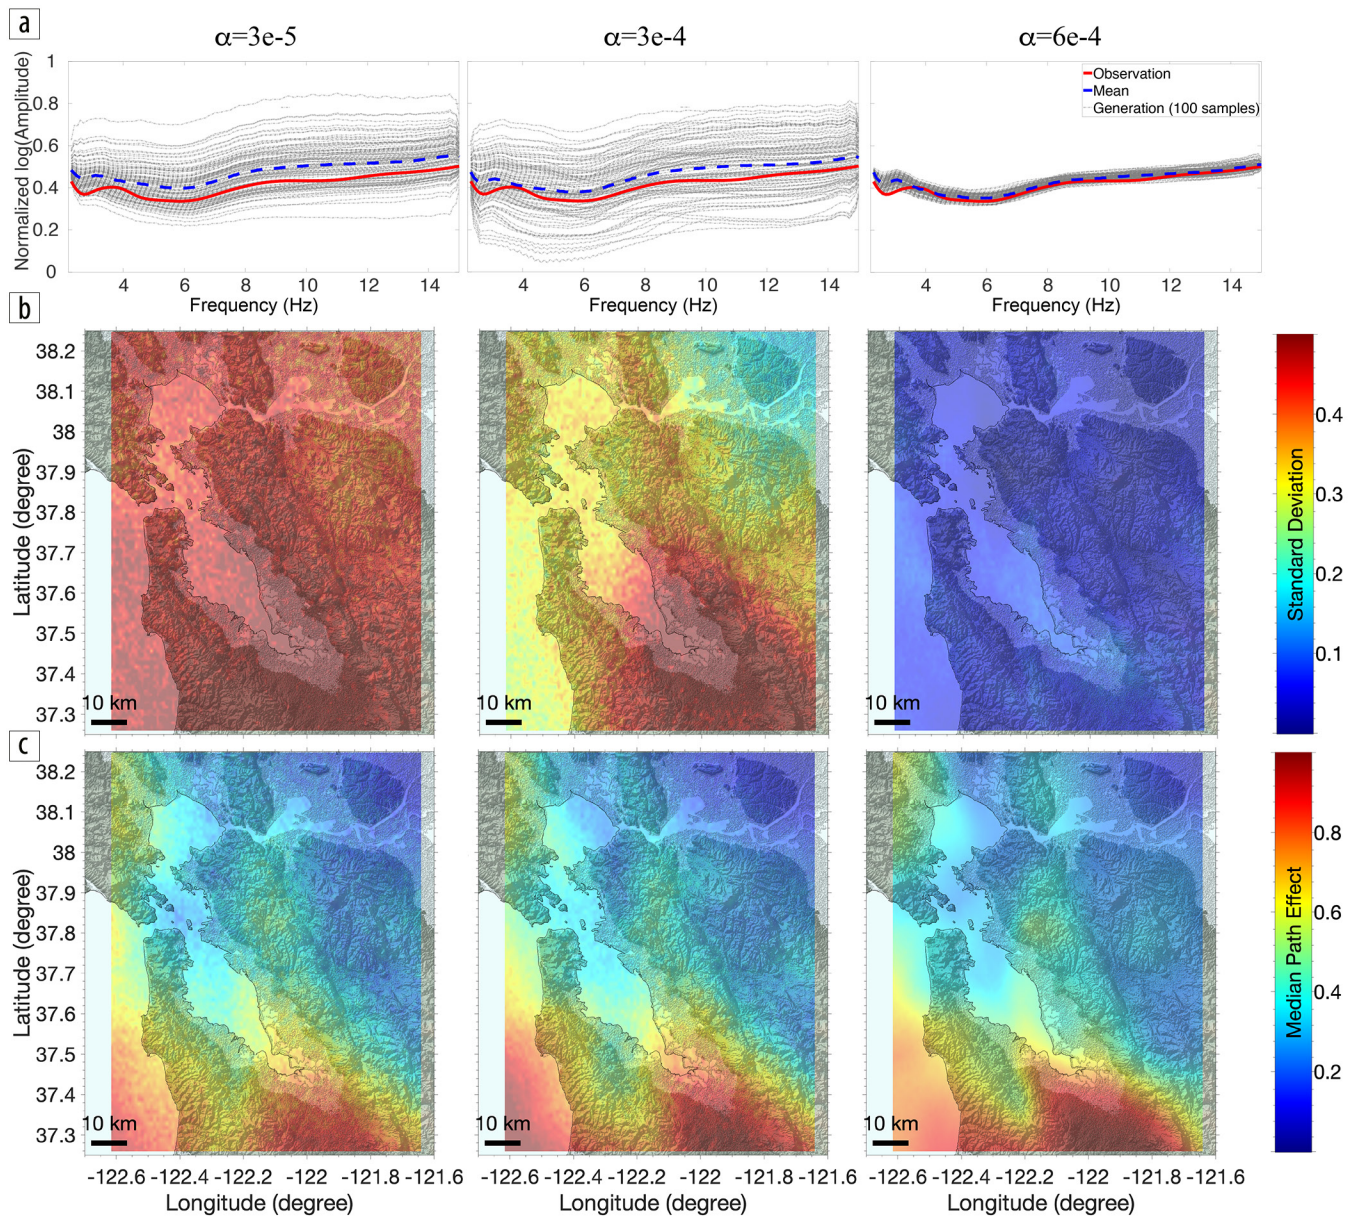 a
α=3e-5 α=3e-4 α=6e-4
Normalized log(Amplitude)
1
0.8
0.6
0.4
0.2
0
Observation
Mean
Generation (100 samples)
4 6 8 10 12 14 4 6 8 10 12 14 4 6 8 10 12 14
Frequency (Hz) Frequency (Hz) Frequency (Hz)
b
Latitude (degree)
38.2
38.1
38
37.9
37.8
37.7
37.6
37.5
37.4
37.3
10 km 10 km 10 km
0.4
0.3
0.2
0.1
Standard Deviation
c
Latitude (degree)
38.2
38.1
38
37.9
37.8
37.7
37.6
37.5
37.4
37.3
10 km 10 km 10 km
0.8
0.6
0.4
0.2
Median Path Effect
-122.6 -122.4 -122.2 -122 -121.8 -121.6 -122.6 -122.4 -122.2 -122 -121.8 -121.6 -122.6 -122.4 -122.2 -122 -121.8 -121.6
Longitude (degree) Longitude (degree) Longitude (degree)